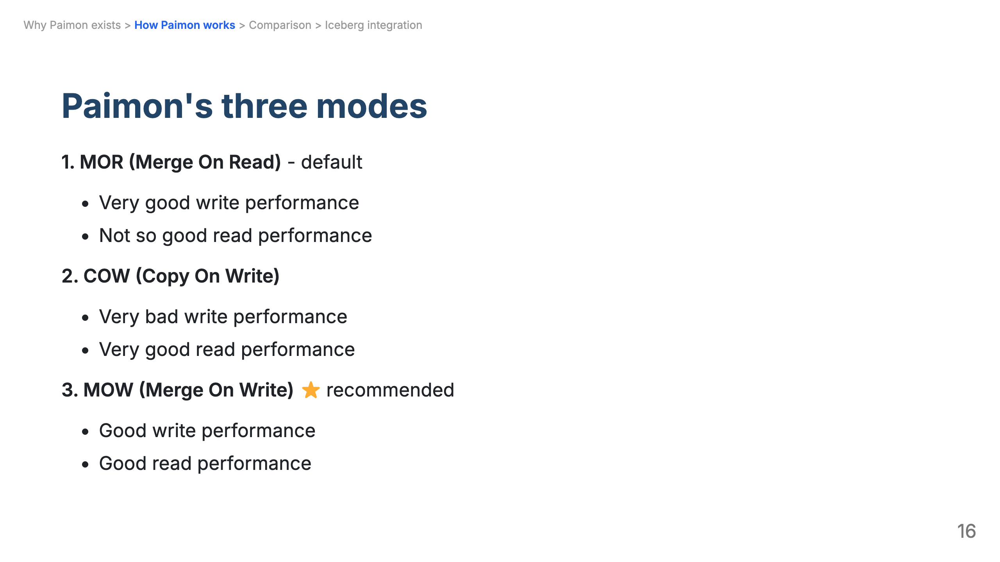 Why Paimon exists > How Paimon works > Comparison > Iceberg integration
Paimon's three modes
1. MOR (Merge On Read) - default
• Very good write performance
• Not so good read performance
2. COW (Copy On Write)
• Very bad write performance
• Very good read performance
3. MOW (Merge On Write) ⭐ recommended
• Good write performance
• Good read performance
16